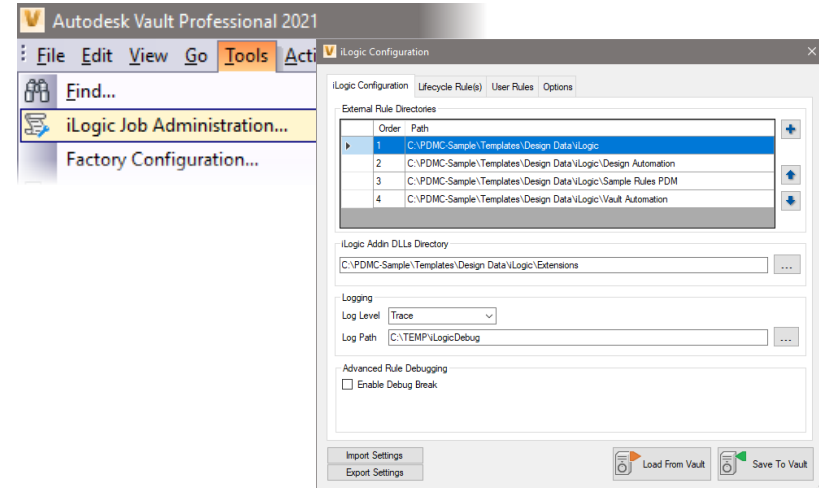 Autodesk Vault Professional 2021
File Edit View Go Tools Acti
Find...
iLogic Job Administration...
Factory Configuration...
iLogic Configuration
iLogic Configuration Lifecycle Rule(s) User Rules Options
External Rule Directories
Order Path
1 C:\PDMC-Sample\Templates\Design Data\iLogic
2 C:\PDMC-Sample\Templates\Design Data\iLogic\Design Automation
3 C:\PDMC-Sample\Templates\Design Data\iLogic\Sample Rules PDM
4 C:\PDMC-Sample\Templates\Design Data\iLogic\Vault Automation
iLogic Addin DLLs Directory
C:\PDMC-Sample\Templates\Design Data\iLogic\Extensions
...
Logging
Log Level Trace
Log Path C:\TEMP\iLogicDebug
...
Advanced Rule Debugging
Enable Debug Break
Import Settings
Export Settings
Load From Vault
Save To Vault